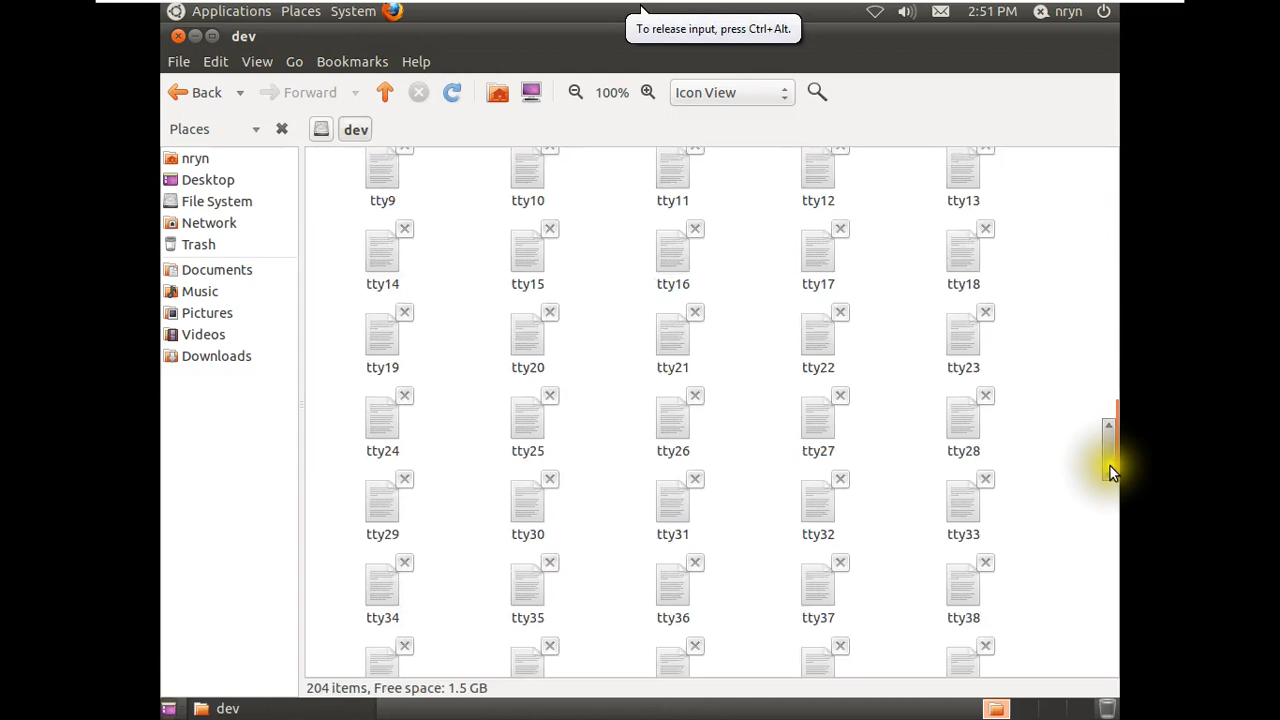 Applications Places System 2:51 PM nryn
To release input, press Ctrl+Alt.
dev
File Edit View Go Bookmarks Help
Back Forward 100% Icon View
Places dev
nryn
Desktop
File System
Network
Trash
Documents
Music
Pictures
Videos
Downloads
tty9 tty10 tty11 tty12 tty13
tty14 tty15 tty16 tty17 tty18
tty19 tty20 tty21 tty22 tty23
tty24 tty25 tty26 tty27 tty28
tty29 tty30 tty31 tty32 tty33
tty34 tty35 tty36 tty37 tty38
204 items, Free space: 1.5 GB
dev